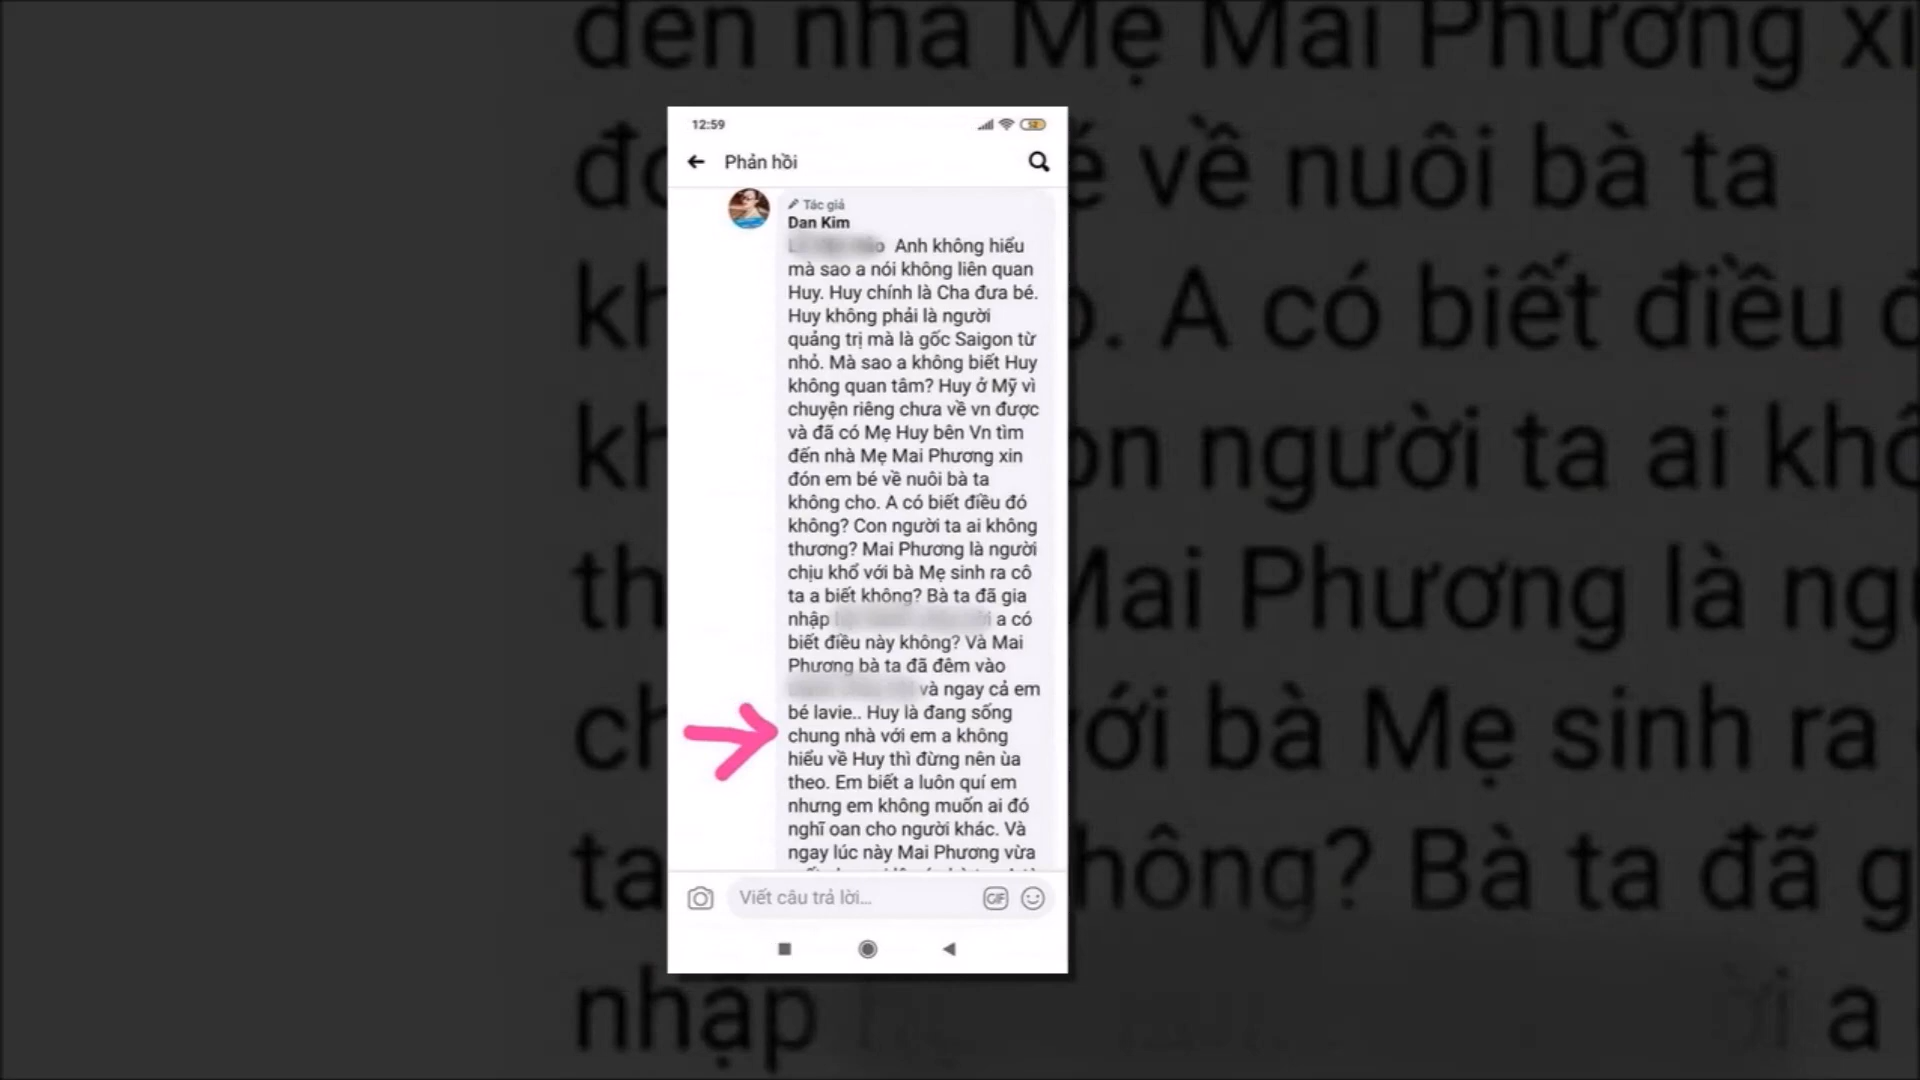 12:59
Phản hồi
Tác giả
Dan Kim
Anh không hiểu
mà sao a nói không liên quan
Huy. Huy chính là Cha đưa bé.
Huy không phải là người
quảng trị mà là gốc Saigon từ
nhỏ. Mà sao a không biết Huy
không quan tâm? Huy ở Mỹ vì
chuyện riêng chưa về vn được
và đã có Mẹ Huy bên Vn tìm
đến nhà Mẹ Mai Phương xin
đón em bé về nuôi bà ta
không cho. A có biết điều đó
không? Con người ta ai không
thương? Mai Phương là người
chịu khổ với bà Mẹ sinh ra cô
ta a biết không? Bà ta đã gia
nhập a có
biết điều này không? Và Mai
Phương bà ta đã đêm vào
và ngay cả em
bé lavie.. Huy là đang sống
chung nhà với em a không
hiểu về Huy thì đừng nên ùa
theo. Em biết a luôn quí em
nhưng em không muốn ai đó
nghĩ oan cho người khác. Và
ngay lúc này Mai Phương vừa
Viết câu trả lời...
GIF
đến nhà Mẹ Mai Phương xi
về nuôi bà ta
A có biết điều
người ta ai khô
Mai Phương là ng
bà Mẹ sinh ra
ta không? Bà ta đã g
nhập a